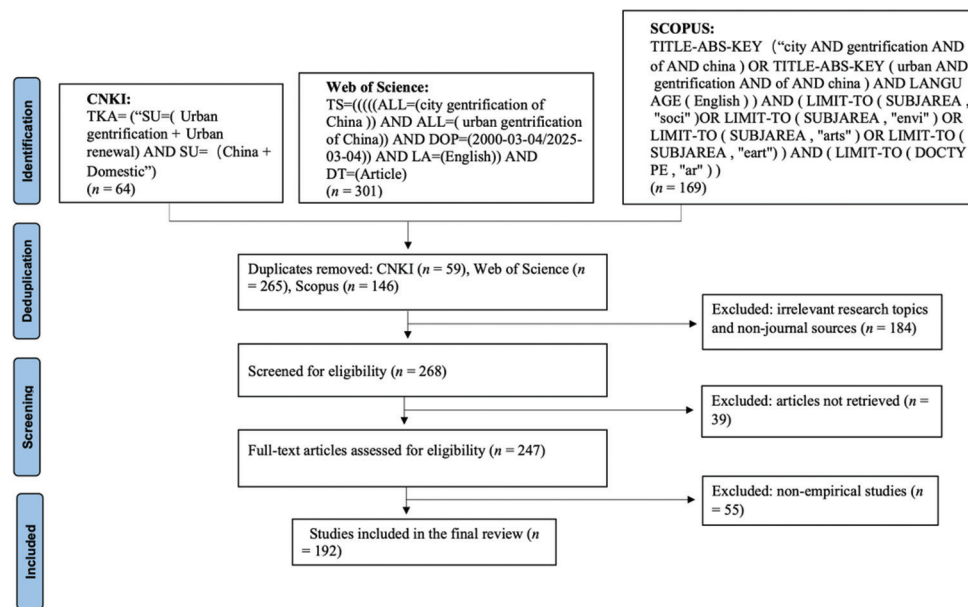 Identification
CNKI:
TKA= (“SU=( Urban
gentrification + Urban
renewal) AND SU= （China +
Domestic”)
(n = 64)
Web of Science:
TS=(((((ALL=(city gentrification of
China )) AND ALL=( urban gentrification
of China)) AND DOP=(2000-03-04/2025-
03-04)) AND LA=(English)) AND
DT=(Article)
(n = 301)
SCOPUS:
TITLE-ABS-KEY （“city AND gentrification AND
of AND china ) OR TITLE-ABS-KEY ( urban AND
gentrification AND of AND china ) AND LANGU
AGE ( English ) ) AND ( LIMIT-TO ( SUBJAREA ,
"soci" )OR LIMIT-TO ( SUBJAREA , "envi" ) OR
LIMIT-TO ( SUBJAREA , "arts" ) OR LIMIT-TO (
SUBJAREA , "eart") ) AND ( LIMIT-TO ( DOCTY
PE , "ar" ) )
(n = 169)
Deduplication
Duplicates removed: CNKI (n = 59), Web of Science (n
= 265), Scopus (n = 146)
Excluded: irrelevant research topics
and non-journal sources (n = 184)
Screening
Screened for eligibility (n = 268)
Excluded: articles not retrieved (n =
39)
Full-text articles assessed for eligibility (n = 247)
Excluded: non-empirical studies (n
= 55)
Included
Studies included in the final review (n
= 192)